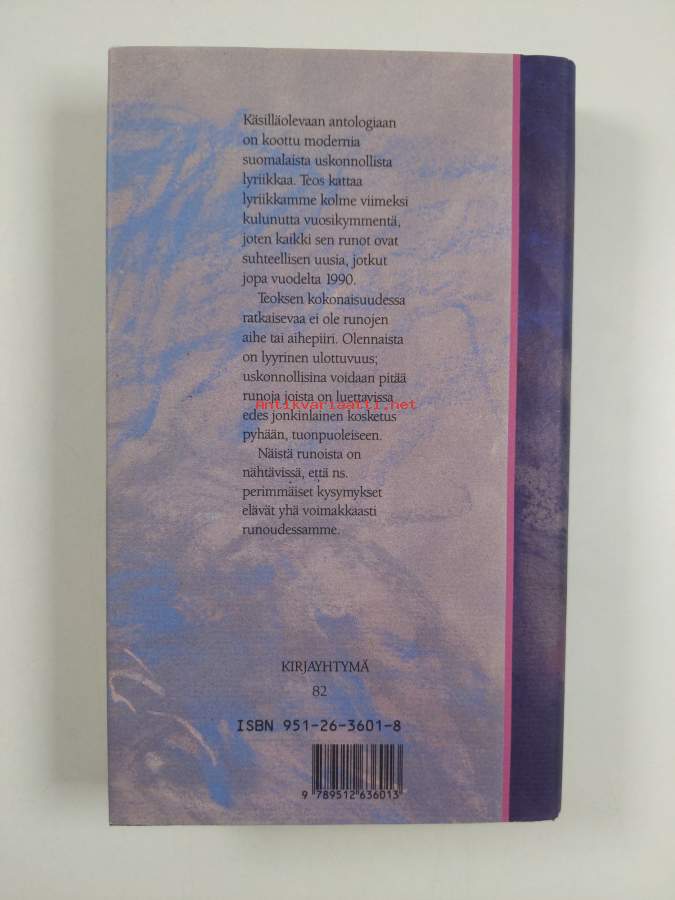 Käsilläolevaan antologiaan
on koottu modernia
suomalaista uskonnollista
lyriikkaa. Teos kattaa
lyriikkamme kolme viimeksi
kulunutta vuosikymmentä,
joten kaikki sen runot ovat
suhteellisen uusia, jotkut
jopa vuodelta 1990.
Teoksen kokonaisuudessa
ratkaisevaa ei ole runojen
aihe tai aihepiiri. Olennaista
on lyyrinen ulottuvuus;
uskonnollisina voidaan pitää
runoja joista on luettavissa
antikvariaatti.net
edes jonkinlainen kosketus
pyhään, tuonpuoleiseen.
Näistä runoista on
nähtävissä, että ns.
perimmäiset kysymykset
elävät yhä voimakkaasti
runoudessamme.
KIRJAYHTYMÄ
82
ISBN 951-26-3601-8
9 789512 636013